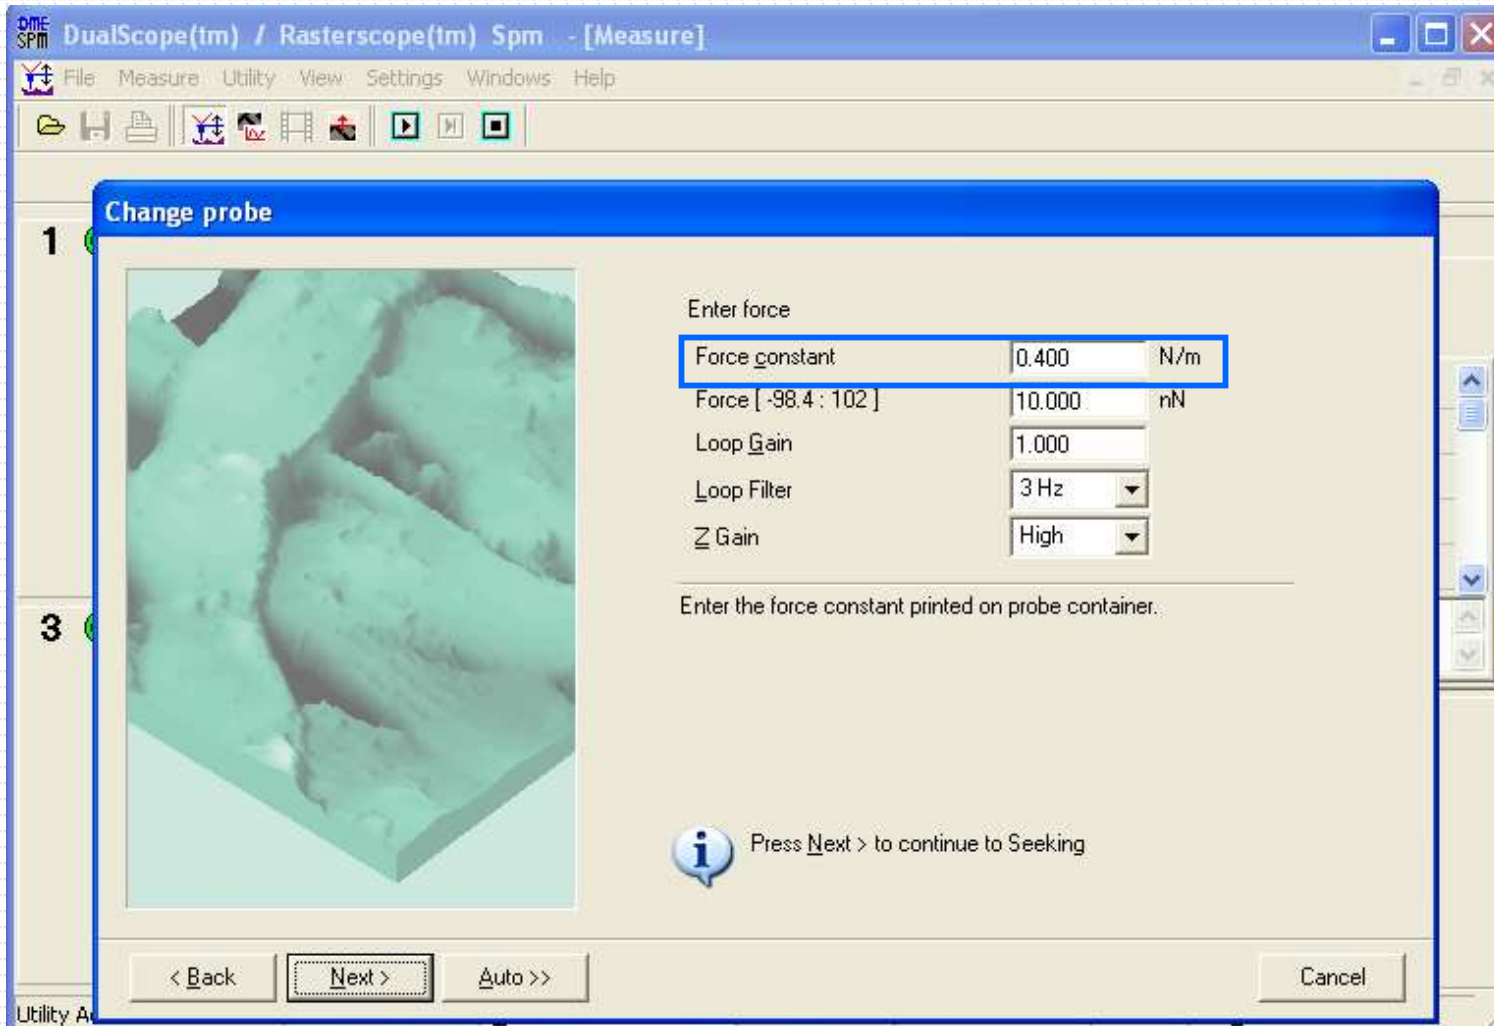 DME
SPM DualScope(tm) / Rasterscope(tm) Spm - [Measure]
File Measure Utility View Settings Windows Help
Change probe
1
Enter force
Force constant 0.400 N/m
Force [ -98.4 : 102 ] 10.000 nN
Loop Gain 1.000
Loop Filter 3 Hz
Z Gain High
Enter the force constant printed on probe container.
3
Press Next > to continue to Seeking
< Back Next > Auto >> Cancel
Utility